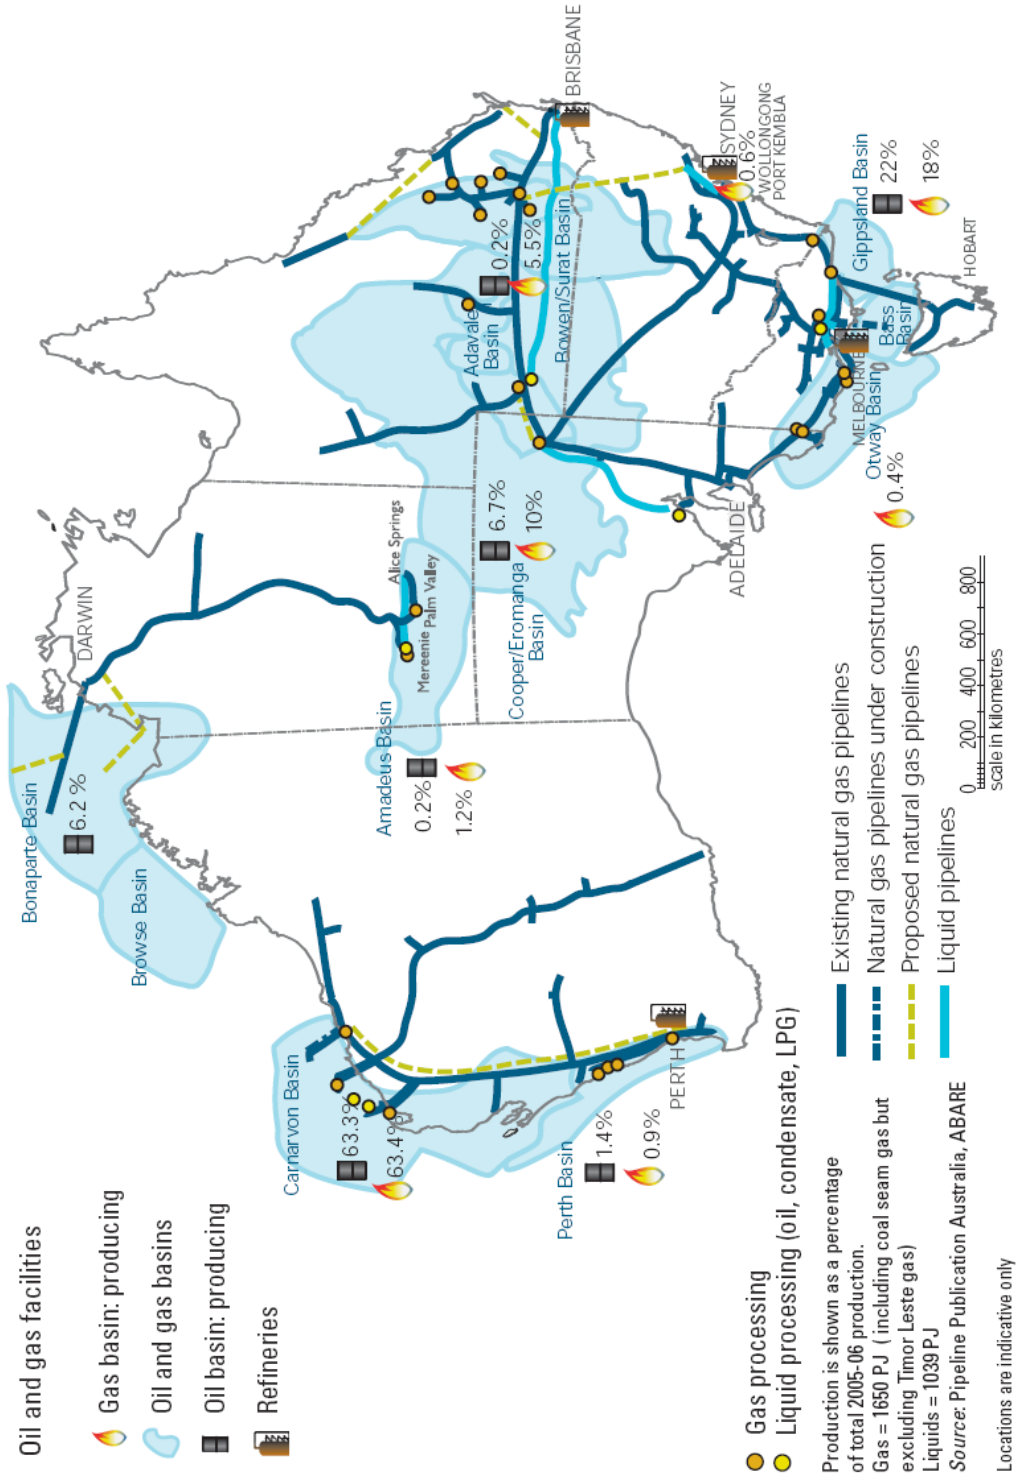 Oil and gas facilities
Gas basin: producing
Oil and gas basins
Oil basin: producing
Refineries
Bonaparte Basin
6.2 %
DARWIN
Browse Basin
Carnarvon Basin
63.3%
63.4%
Amadeus Basin
0.2%
1.2%
Mereenie
Palm Valley
Alice Springs
Cooper/Eromanga
Basin
6.7%
10%
Adavale
Basin
0.2%
5.5%
Bowen/Surat Basin
BRISBANE
Perth Basin
1.4%
0.9%
PERTH
ADELAIDE
SYDNEY
0.6%
WOLLONGONG
PORT KEMBLA
MELBOURNE
Otway Basin
0.4%
Bass
Basin
Gippsland Basin
22%
18%
HOBART
Gas processing
Liquid processing (oil, condensate, LPG)
Production is shown as a percentage
of total 2005-06 production.
Gas = 1650 PJ ( including coal seam gas but
excluding Timor Leste gas)
Liquids = 1039 PJ
Source: Pipeline Publication Australia, ABARE
Locations are indicative only
Existing natural gas pipelines
Natural gas pipelines under construction
Proposed natural gas pipelines
Liquid pipelines
0 200 400 600 800
scale in kilometres